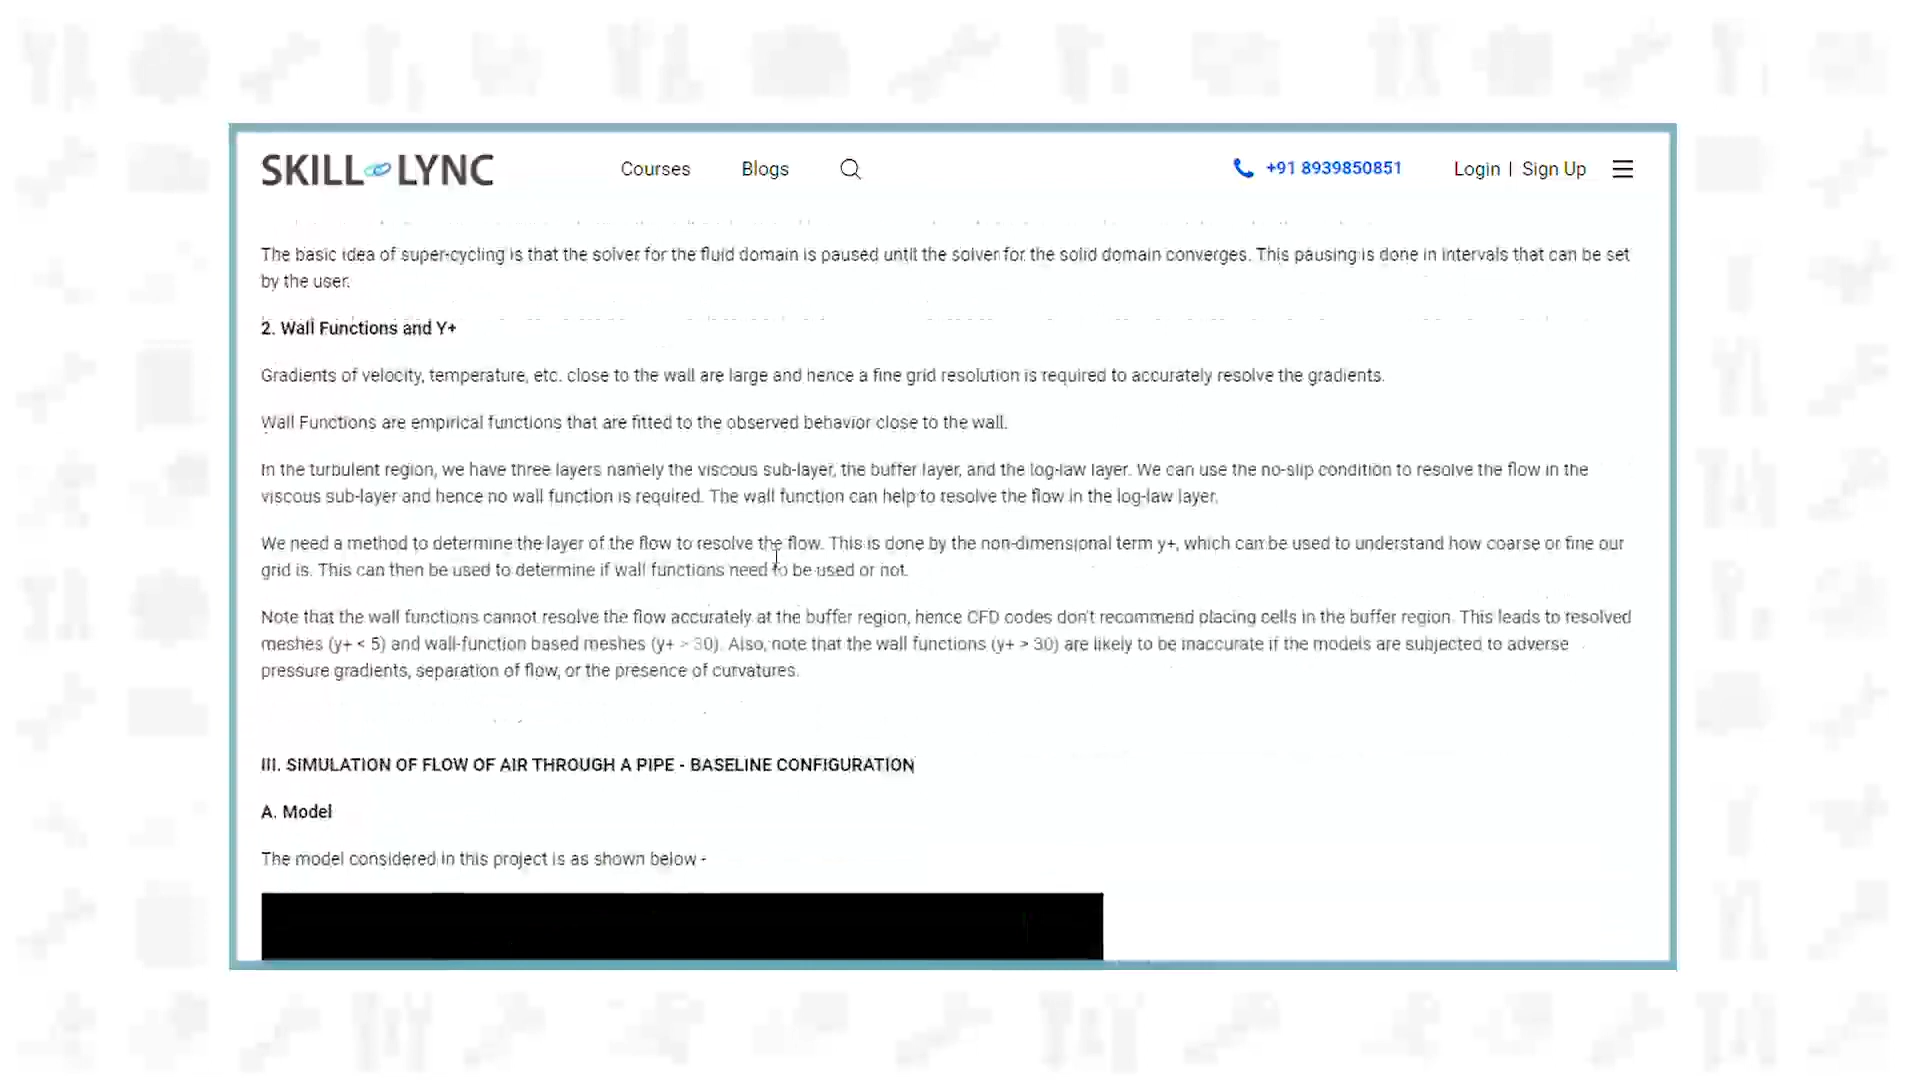 SKILL LYNC
Courses
Blogs
+91 8939850851
Login | Sign Up
The basic idea of super-cycling is that the solver for the fluid domain is paused until the solver for the solid domain converges. This pausing is done in intervals that can be set
by the user.
2. Wall Functions and Y+
Gradients of velocity, temperature, etc. close to the wall are large and hence a fine grid resolution is required to accurately resolve the gradients.
Wall Functions are empirical functions that are fitted to the observed behavior close to the wall.
In the turbulent region, we have three layers namely the viscous sub-layer, the buffer layer, and the log-law layer. We can use the no-slip condition to resolve the flow in the
viscous sub-layer and hence no wall function is required. The wall function can help to resolve the flow in the log-law layer.
We need a method to determine the layer of the flow to resolve the flow. This is done by the non-dimensional term y+, which can be used to understand how coarse or fine our
grid is. This can then be used to determine if wall functions need to be used or not.
Note that the wall functions cannot resolve the flow accurately at the buffer region, hence CFD codes don't recommend placing cells in the buffer region. This leads to resolved
meshes (y+ < 5) and wall-function based meshes (y+ > 30). Also, note that the wall functions (y+ > 30) are likely to be inaccurate if the models are subjected to adverse
pressure gradients, separation of flow, or the presence of curvatures.
III. SIMULATION OF FLOW OF AIR THROUGH A PIPE - BASELINE CONFIGURATION
A. Model
The model considered in this project is as shown below -